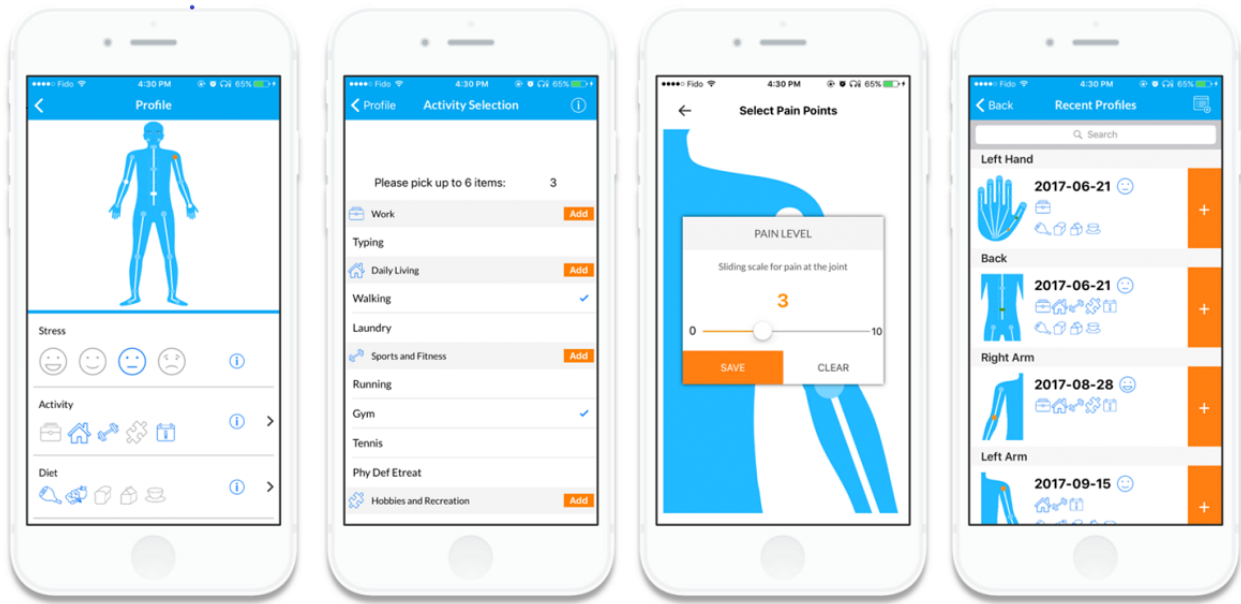 Fido 4:30 PM 65%
Profile
Stress
Activity
Diet
Fido 4:30 PM 65%
Profile Activity Selection
Please pick up to 6 items: 3
Work Add
Typing
Daily Living Add
Walking
Laundry
Sports and Fitness Add
Running
Gym
Tennis
Phy Def Etreat
Hobbies and Recreation Add
Fido 4:30 PM 65%
Select Pain Points
PAIN LEVEL
Sliding scale for pain at the joint
3
0 10
SAVE CLEAR
Fido 4:30 PM 65%
Back Recent Profiles
Search
Left Hand
2017-06-21
+
Back
2017-06-21
+
Right Arm
2017-08-28
+
Left Arm
2017-09-15
+